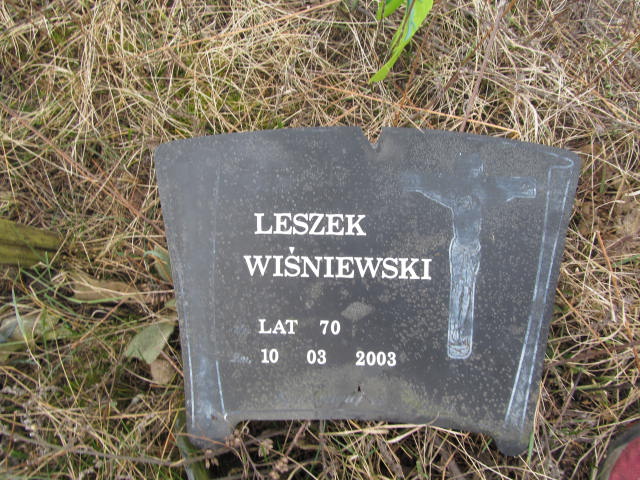 LESZEK
WIŚNIEWSKI
LAT 70
10 03 2003